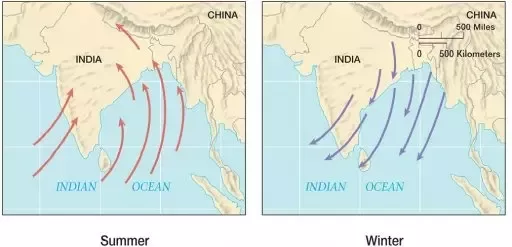 CHINA
INDIA
INDIAN OCEAN
Summer
CHINA
0 500 Miles
0 500 Kilometers
INDIA
INDIAN OCEAN
Winter